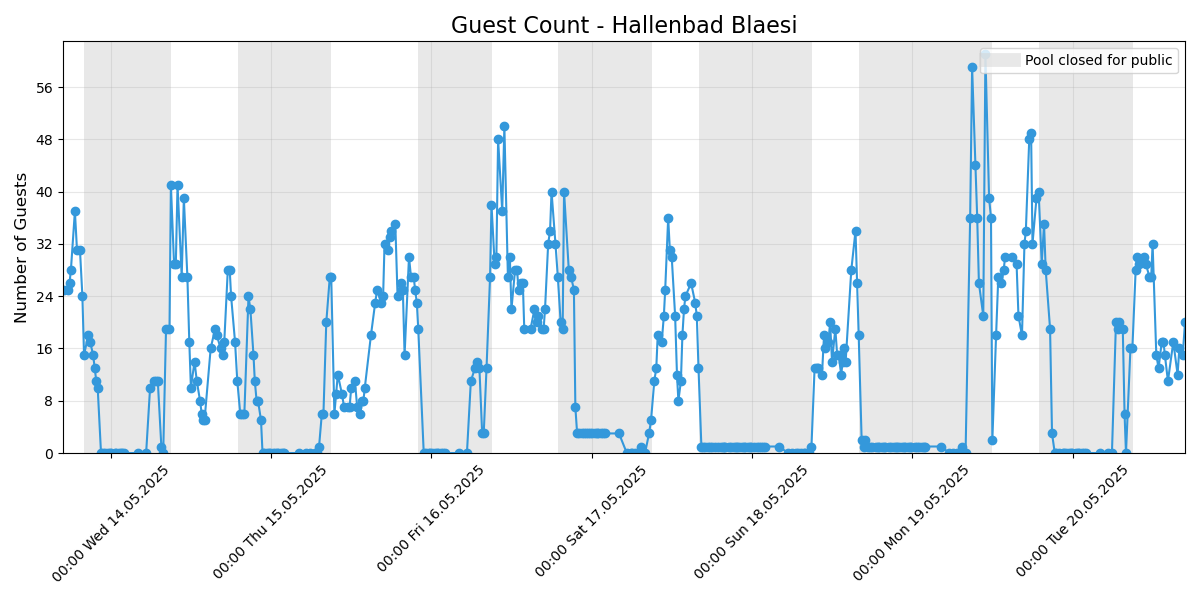 Guest Count - Hallenbad Blaesi
Pool closed for public
Number of Guests
56
48
40
32
24
16
8
0
00:00 Wed 14.05.2025
00:00 Thu 15.05.2025
00:00 Fri 16.05.2025
00:00 Sat 17.05.2025
00:00 Sun 18.05.2025
00:00 Mon 19.05.2025
00:00 Tue 20.05.2025